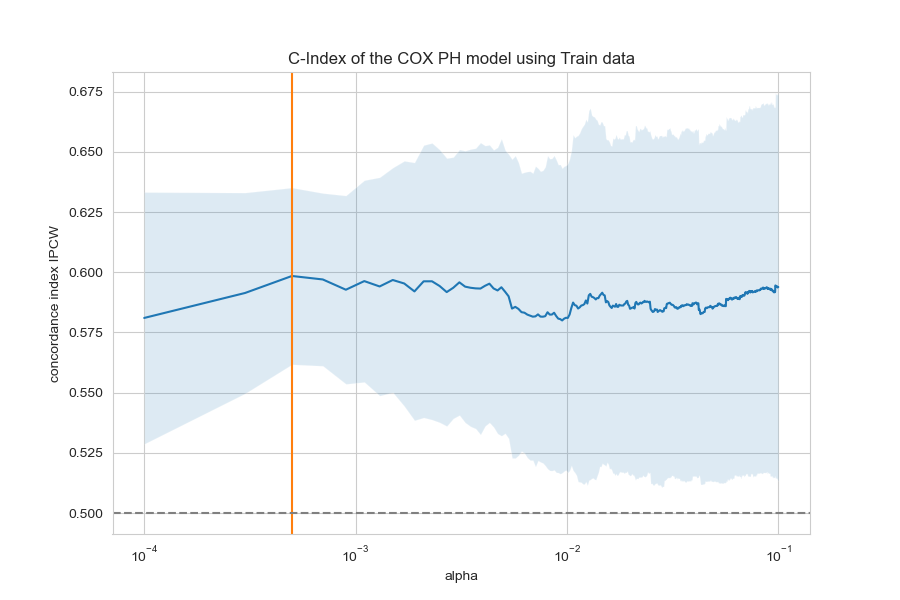 C-Index of the COX PH model using Train data
0.675
0.650
0.625
0.600
0.575
0.550
0.525
0.500
concordance index IPCW
10⁻⁴ 10⁻³ 10⁻² 10⁻¹
alpha